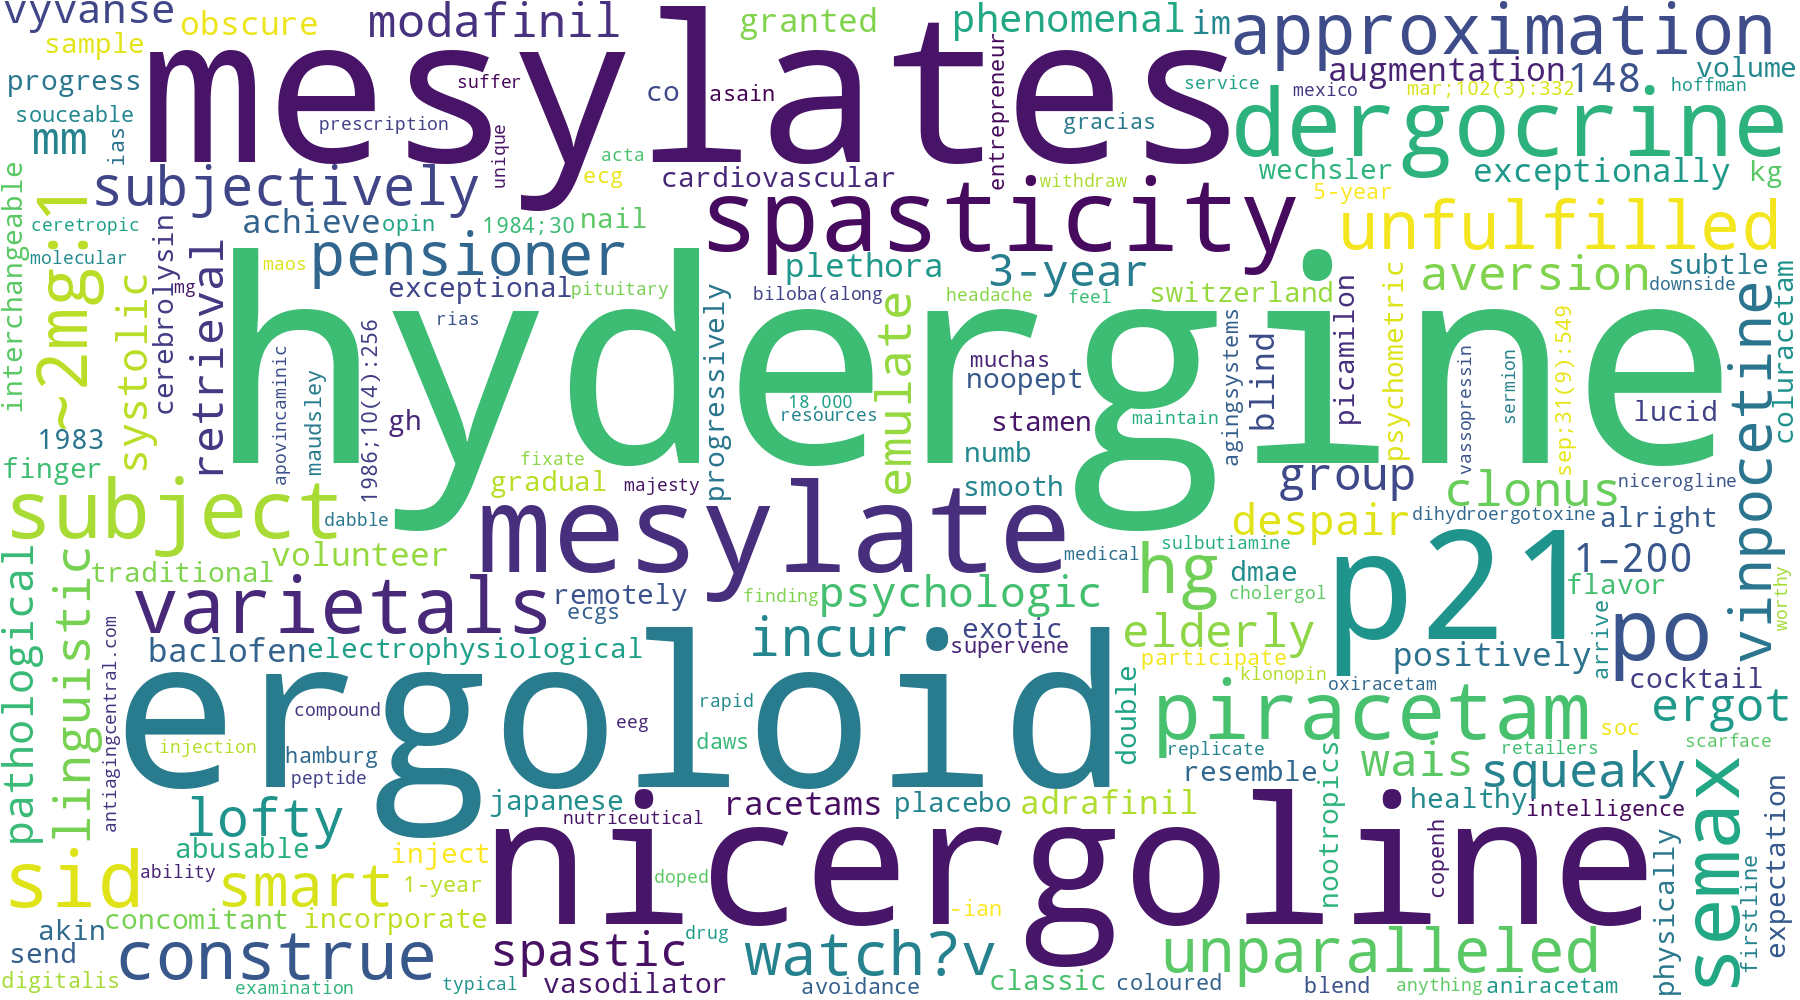 vyvanse
obscure
modafinil
granted
phenomenal
im
approximation
sample
mesylates
progress
suffer
co
asain
entrepreneur
service
augmentation
148
volume
mexico
mar;102(3):332
hoffman
souceable
mm
ias
prescription
unique
gracias
dergocrine
acta
ecg
cardiovascular
withdraw
wechsler
exceptionally
kg
interchangeable
subjectively
5-year
~2mg:1
ceretropic
achieve
opin
1984;30
nail
spasticity
unfulfilled
molecular
cerebrolysin
retrieval
maos
pensioner
plethora
3-year
aversion
subtle
systolic
mg
exceptional
pituitary
biloba(along
headache
feel
switzerland
downside
coluracetam
hydergine
rias
progressively
emulate
agingsystems
blind
picamilon
psychometric
vassopressin
sermion
sep;31(9):549
vinpocetine
apovincaminic
maudsley
1986;10(4):256
gh
muchas
noopept
18,000
resources
stamen
maintain
lucid
1983
finger
fixate
gradual
majesty
numb
smooth
group
clonus
nicerogline
subject
dabble
mesylate
despair
dihydroergotoxine
alright
pathological
linguistic
volunteer
traditional
medical
sulbutiamine
hg
p21
1–200
dmae
cholergol
flavor
worthy
varietals
remotely
ecgs
finding
psychologic
antiagingcentral.com
baclofen
electrophysiological
incur
exotic
supervene
elderly
participate
klonopin
positively
arrive
po
cocktail
ergoloid
compound
eeg
rapid
double
oxiracetam
piracetam
soc
ergot
injection
hamburg
peptide
daws
replicate
resemble
nootropics
wais
retailers
squeaky
scarface
semax
lofty
japanese
nutriceutical
racetams
placebo
adrafinil
healthy
intelligence
expectation
abusable
inject
nicergoline
copenh
physically
firstline
sid
ability
smart
1-year
doped
-ian
concomitant
incorporate
akin
send
construe
spastic
drug
watch?v
unparalleled
digitalis
examination
typical
vasodilator
avoidance
classic
coloured
blend
anything
aniracetam